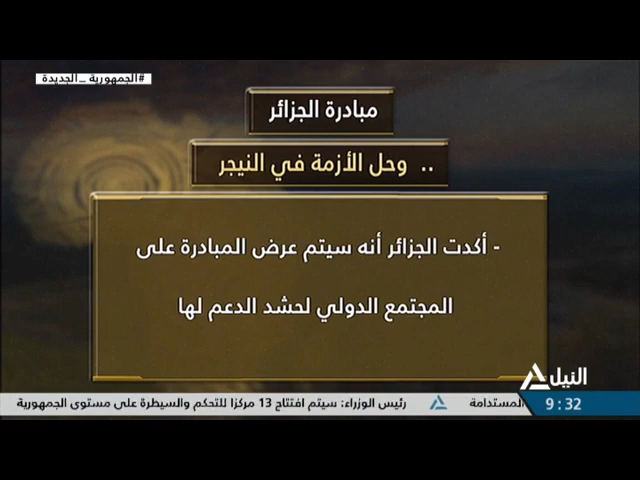 #الجمهورية_الجديدة
مبادرة الجزائر
.. وحل الأزمة في النيجر
- أكدت الجزائر أنه سيتم عرض المبادرة على
المجتمع الدولي لحشد الدعم لها
النيل
المستدامة
رئيس الوزراء: سيتم افتتاح 13 مركزا للتحكم والسيطرة على مستوى الجمهورية
9:32